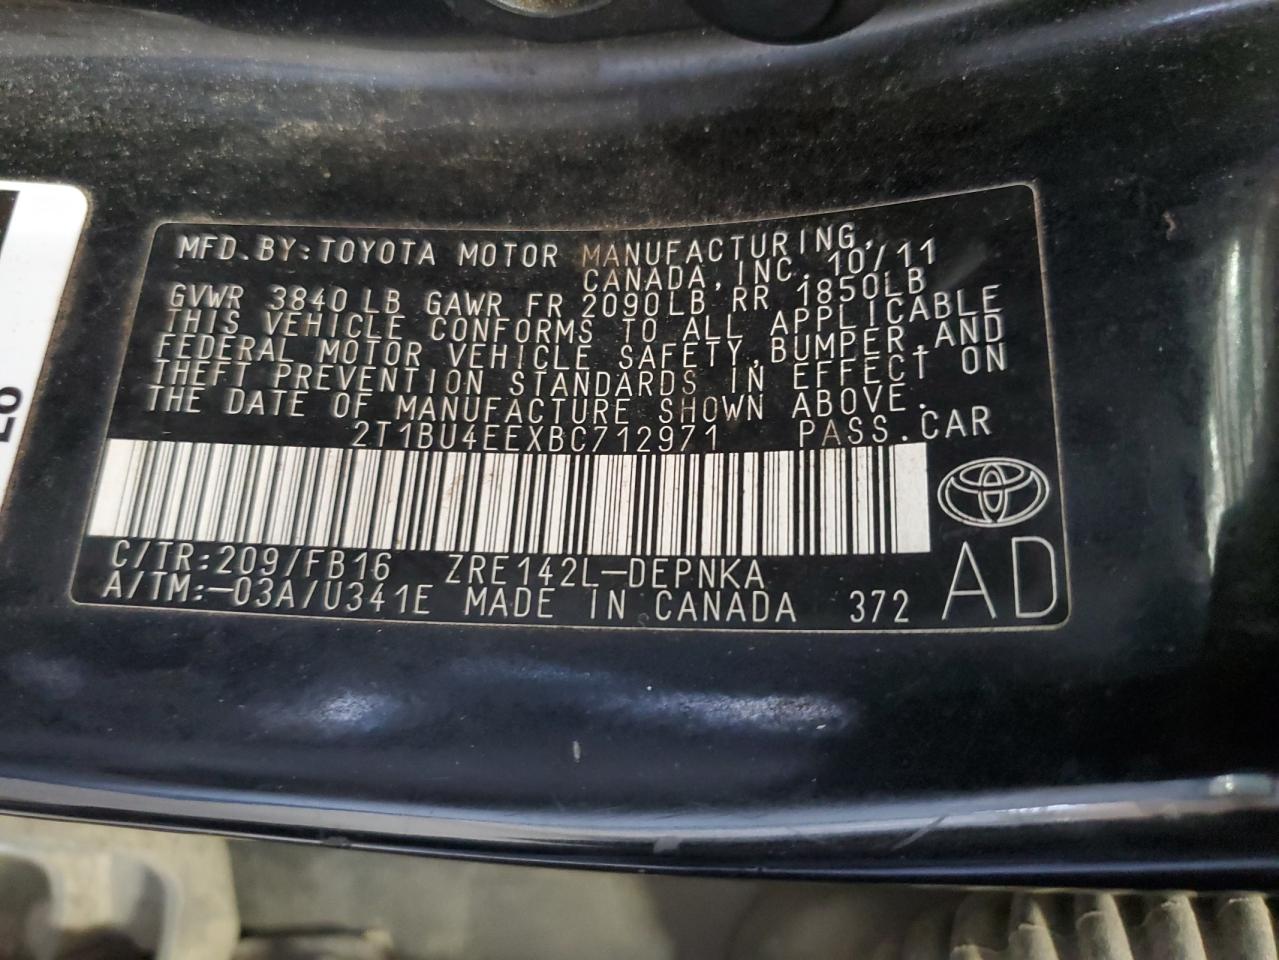 MFD.BY:TOYOTA MOTOR MANUFACTURING,
CANADA, INC. 10/11
GVWR 3840LB GAWR FR 2090LB RR 1850LB
THIS VEHICLE CONFORMS TO ALL APPLICABLE
FEDERAL MOTOR VEHICLE SAFETY, BUMPER, AND
THEFT PREVENTION STANDARDS IN EFFECT ON
THE DATE OF MANUFACTURE SHOWN ABOVE.
2T1BU4EEXBC712971 PASS.CAR
C/TR:209/FB16 ZRE142L-DEPNKA
A/TM:-03A/U341E MADE IN CANADA 372 AD